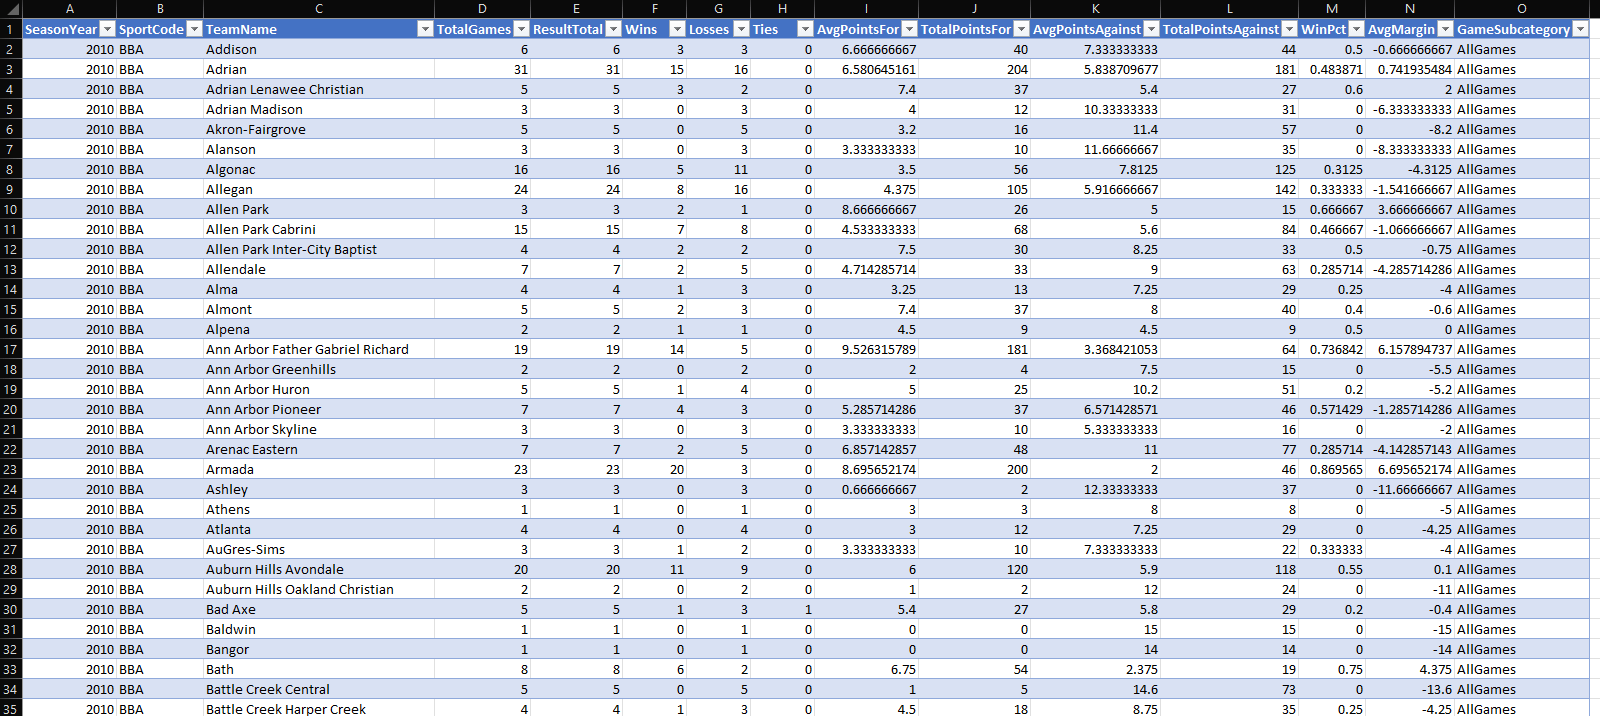 A B C D E F G H I J K L M N O
1 SeasonYear SportCode TeamName TotalGames ResultTotal Wins Losses Ties AvgPointsFor TotalPointsFor AvgPointsAgainst TotalPointsAgainst WinPct AvgMargin GameSubcategory
2 2010 BBA Addison 6 6 3 3 0 6.666666667 40 7.333333333 44 0.5 -0.666666667 AllGames
3 2010 BBA Adrian 31 31 15 16 0 6.580645161 204 5.838709677 181 0.483871 0.741935484 AllGames
4 2010 BBA Adrian Lenawee Christian 5 5 3 2 0 7.4 37 5.4 27 0.6 2 AllGames
5 2010 BBA Adrian Madison 3 3 0 3 0 4 12 10.33333333 31 0 -6.333333333 AllGames
6 2010 BBA Akron-Fairgrove 5 5 0 5 0 3.2 16 11.4 57 0 -8.2 AllGames
7 2010 BBA Alanson 3 3 0 3 0 3.333333333 10 11.66666667 35 0 -8.333333333 AllGames
8 2010 BBA Algonac 16 16 5 11 0 3.5 56 7.8125 125 0.3125 -4.3125 AllGames
9 2010 BBA Allegan 24 24 8 16 0 4.375 105 5.916666667 142 0.333333 -1.541666667 AllGames
10 2010 BBA Allen Park 3 3 2 1 0 8.666666667 26 5 15 0.666667 3.666666667 AllGames
11 2010 BBA Allen Park Cabrini 15 15 7 8 0 4.533333333 68 5.6 84 0.466667 -1.066666667 AllGames
12 2010 BBA Allen Park Inter-City Baptist 4 4 2 2 0 7.5 30 8.25 33 0.5 -0.75 AllGames
13 2010 BBA Allendale 7 7 2 5 0 4.714285714 33 9 63 0.285714 -4.285714286 AllGames
14 2010 BBA Alma 4 4 1 3 0 3.25 13 7.25 29 0.25 -4 AllGames
15 2010 BBA Almont 5 5 2 3 0 7.4 37 8 40 0.4 -0.6 AllGames
16 2010 BBA Alpena 2 2 1 1 0 4.5 9 4.5 9 0.5 0 AllGames
17 2010 BBA Ann Arbor Father Gabriel Richard 19 19 14 5 0 9.526315789 181 3.368421053 64 0.736842 6.157894737 AllGames
18 2010 BBA Ann Arbor Greenhills 2 2 0 2 0 2 4 7.5 15 0 -5.5 AllGames
19 2010 BBA Ann Arbor Huron 5 5 1 4 0 5 25 10.2 51 0.2 -5.2 AllGames
20 2010 BBA Ann Arbor Pioneer 7 7 4 3 0 5.285714286 37 6.571428571 46 0.571429 -1.285714286 AllGames
21 2010 BBA Ann Arbor Skyline 3 3 0 3 0 3.333333333 10 5.333333333 16 0 -2 AllGames
22 2010 BBA Arenac Eastern 7 7 2 5 0 6.857142857 48 11 77 0.285714 -4.142857143 AllGames
23 2010 BBA Armada 23 23 20 3 0 8.695652174 200 2 46 0.869565 6.695652174 AllGames
24 2010 BBA Ashley 3 3 0 3 0 0.666666667 2 12.33333333 37 0 -11.66666667 AllGames
25 2010 BBA Athens 1 1 0 1 0 3 3 8 8 0 -5 AllGames
26 2010 BBA Atlanta 4 4 0 4 0 3 12 7.25 29 0 -4.25 AllGames
27 2010 BBA AuGres-Sims 3 3 1 2 0 3.333333333 10 7.333333333 22 0.333333 -4 AllGames
28 2010 BBA Auburn Hills Avondale 20 20 11 9 0 6 120 5.9 118 0.55 0.1 AllGames
29 2010 BBA Auburn Hills Oakland Christian 2 2 0 2 0 1 2 12 24 0 -11 AllGames
30 2010 BBA Bad Axe 5 5 1 3 1 5.4 27 5.8 29 0.2 -0.4 AllGames
31 2010 BBA Baldwin 1 1 0 1 0 0 0 15 15 0 -15 AllGames
32 2010 BBA Bangor 1 1 0 1 0 0 0 14 14 0 -14 AllGames
33 2010 BBA Bath 8 8 6 2 0 6.75 54 2.375 19 0.75 4.375 AllGames
34 2010 BBA Battle Creek Central 5 5 0 5 0 1 5 14.6 73 0 -13.6 AllGames
35 2010 BBA Battle Creek Harper Creek 4 4 1 3 0 4.5 18 8.75 35 0.25 -4.25 AllGames